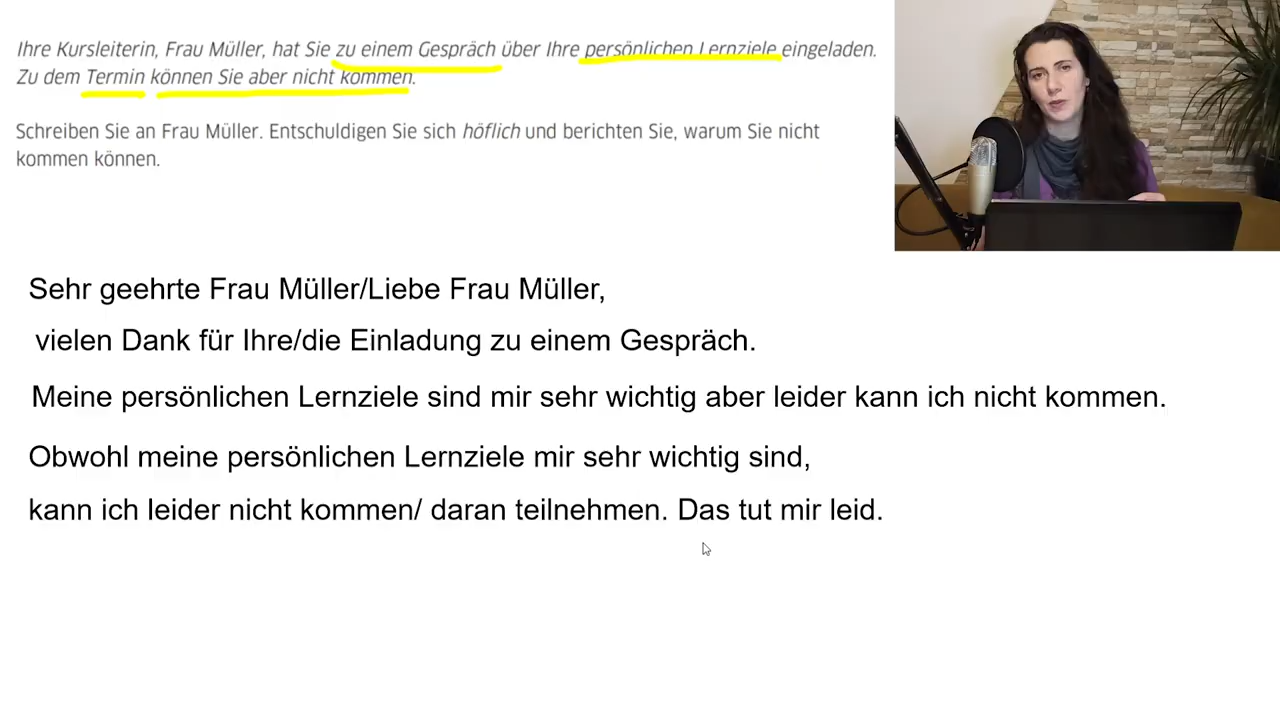 Ihre Kursleiterin, Frau Müller, hat Sie zu einem Gespräch über Ihre persönlichen Lernziele eingeladen.
Zu dem Termin können Sie aber nicht kommen.
Schreiben Sie an Frau Müller. Entschuldigen Sie sich höflich und berichten Sie, warum Sie nicht
kommen können.
Sehr geehrte Frau Müller/Liebe Frau Müller,
vielen Dank für Ihre/die Einladung zu einem Gespräch.
Meine persönlichen Lernziele sind mir sehr wichtig aber leider kann ich nicht kommen.
Obwohl meine persönlichen Lernziele mir sehr wichtig sind,
kann ich leider nicht kommen/ daran teilnehmen. Das tut mir leid.